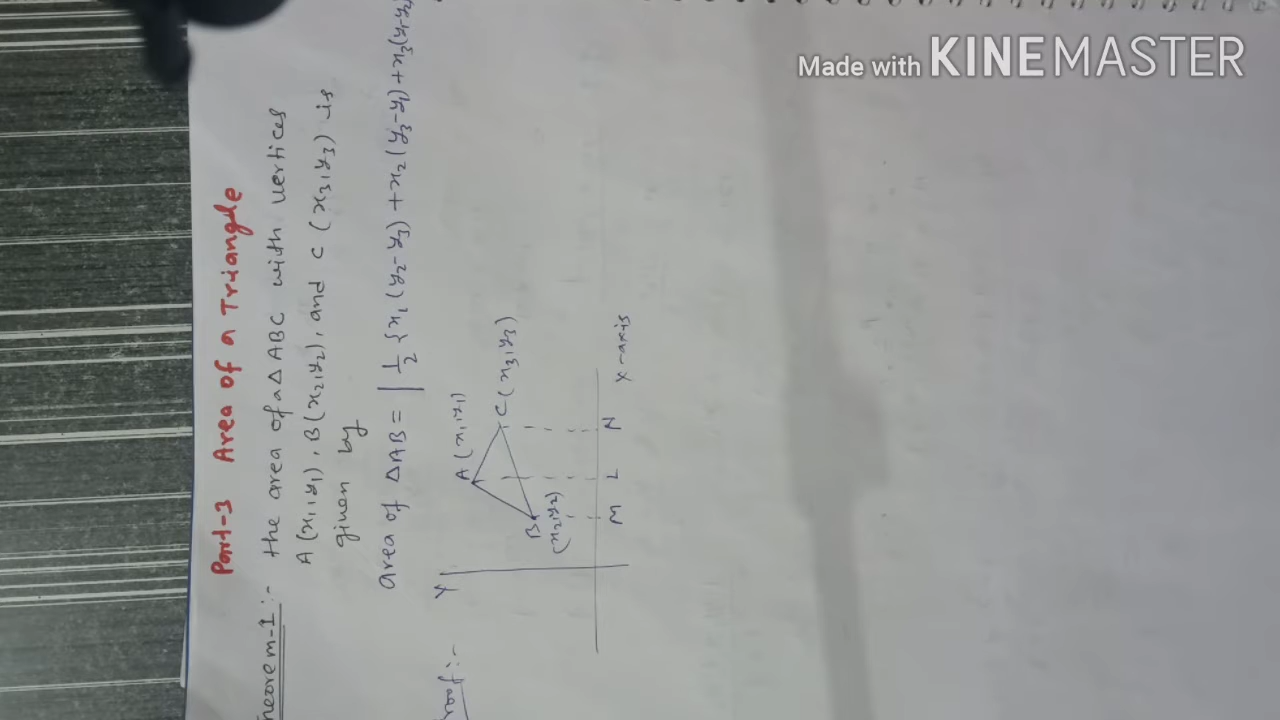 Part-3 Area of a Triangle
heorem-1:- the area of a Δ ABC with vertices
A(x₁,y₁), B(x₂,y₂), and C (x₃,y₃) is
given by
area of ΔAB = | 1/2 {x₁(y₂-y₃)+x₂(y₃-y₁)+x₃(y₁-y₂
roof:-
Y
A(x₁,y₁)
C(x₃,y₃)
B
(x₂,y₂)
M L N X-axis
Made with KINEMASTER